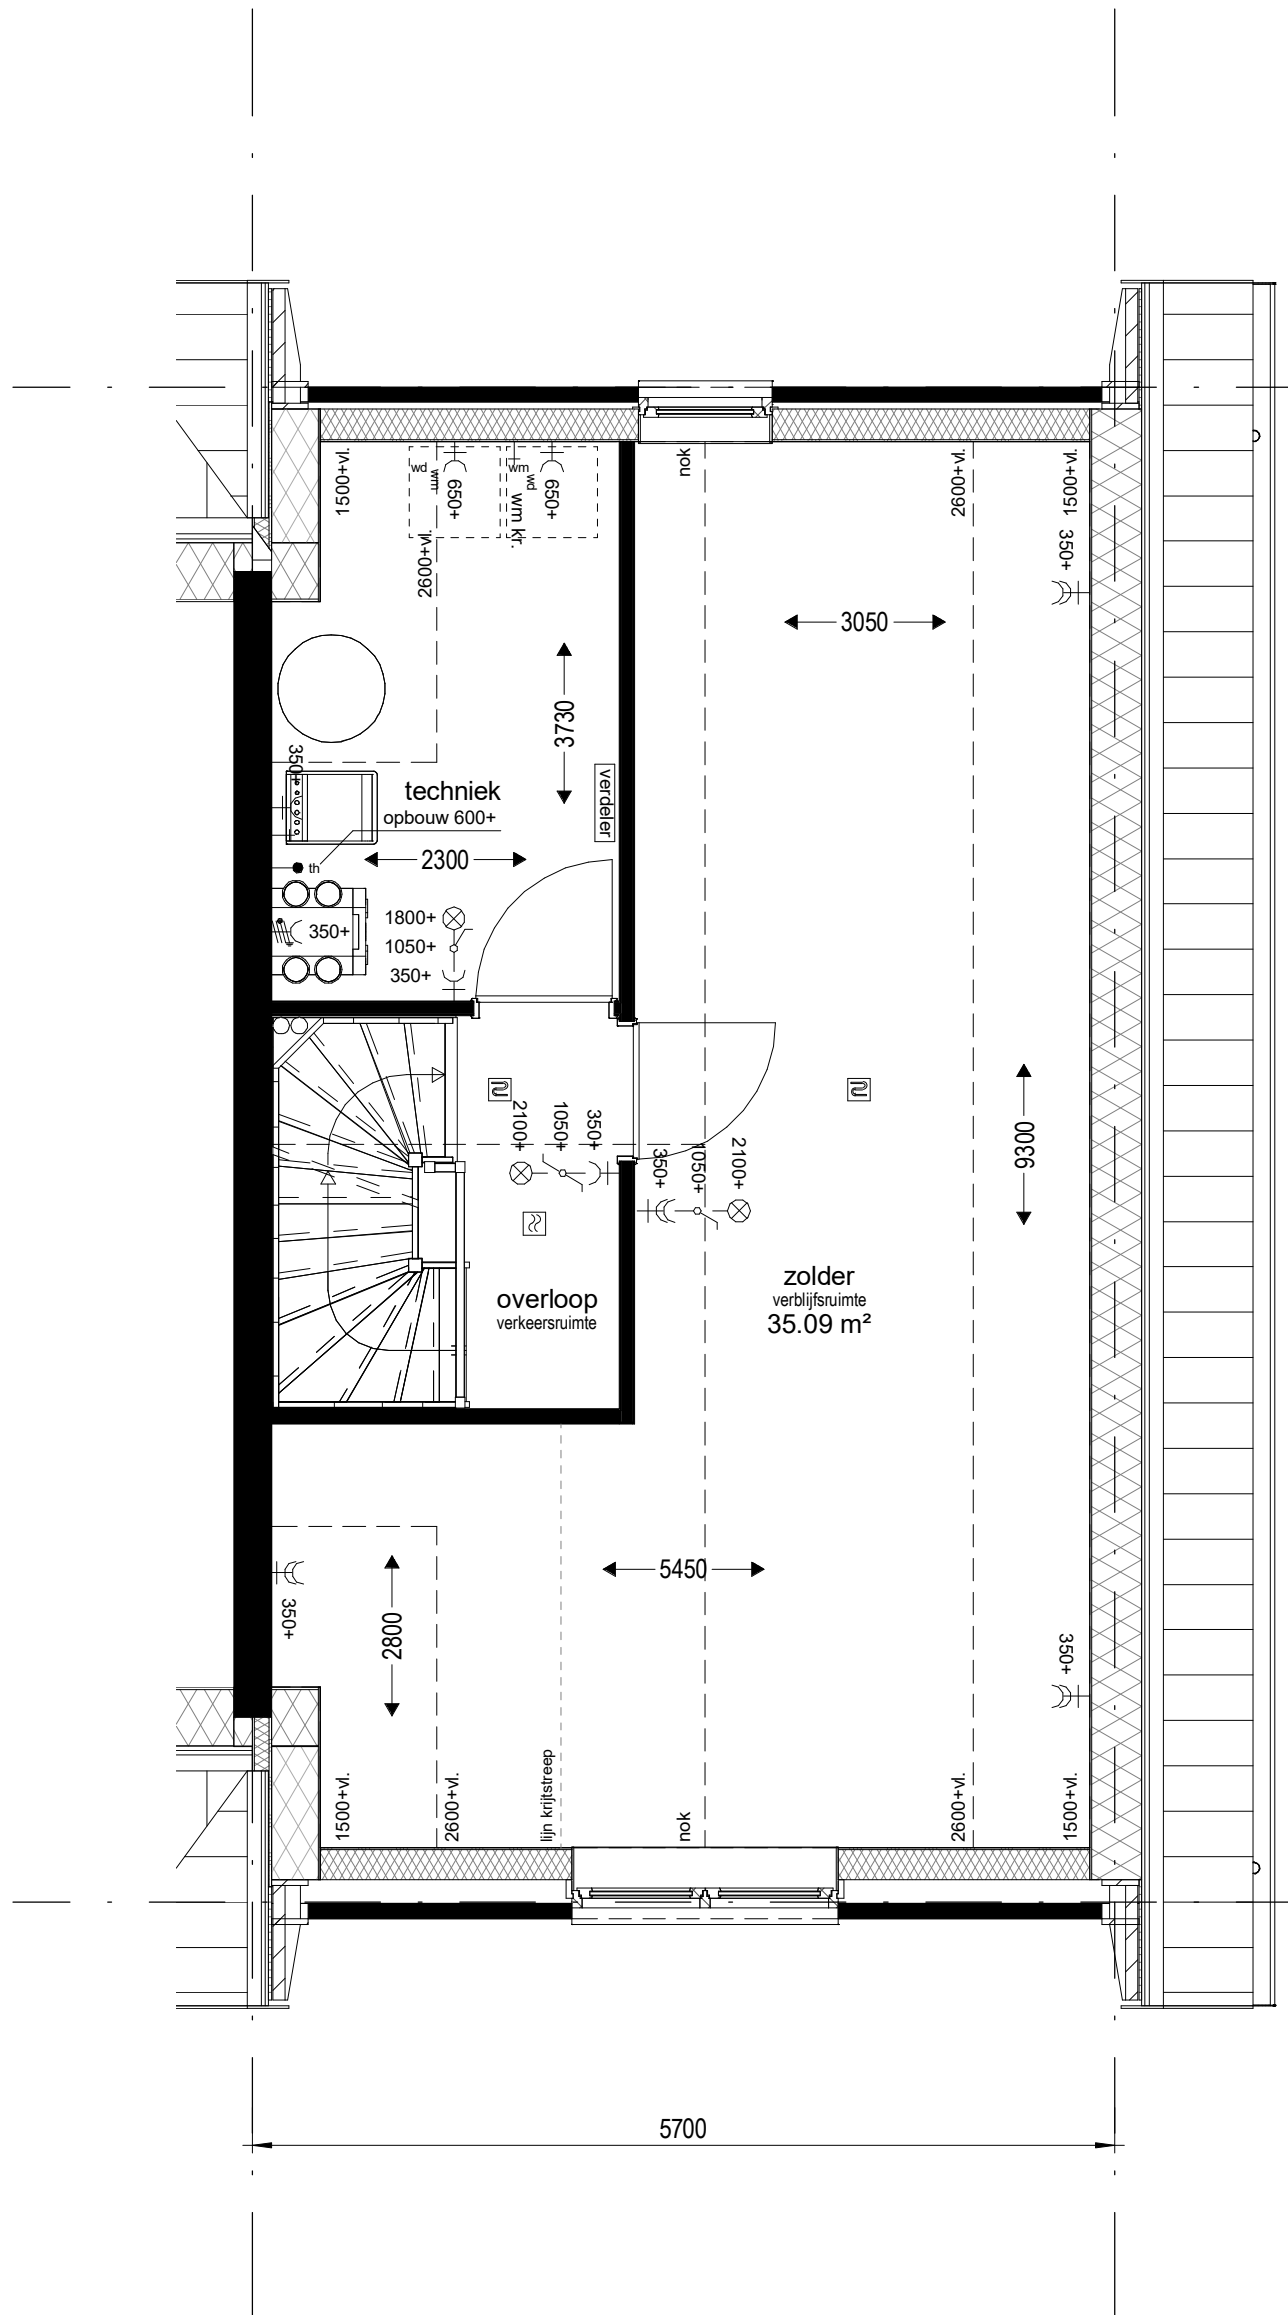 1500+vl.
wd
wm
650+
wm
wd
650+
wm kr.
2600+vl.
nok
2600+vl.
1500+vl.
350+
3050
3730
350+
techniek
opbouw 600+
verdeler
th
2300
350+
1800+
1050+
350+
2100+
1050+
350+
350+
1050+
2100+
9300
overloop
verkeersruimte
zolder
verblijfsruimte
35.09 m²
5450
350+
2800
350+
1500+vl.
2600+vl.
lijn krijtstreep
nok
2600+vl.
1500+vl.
5700